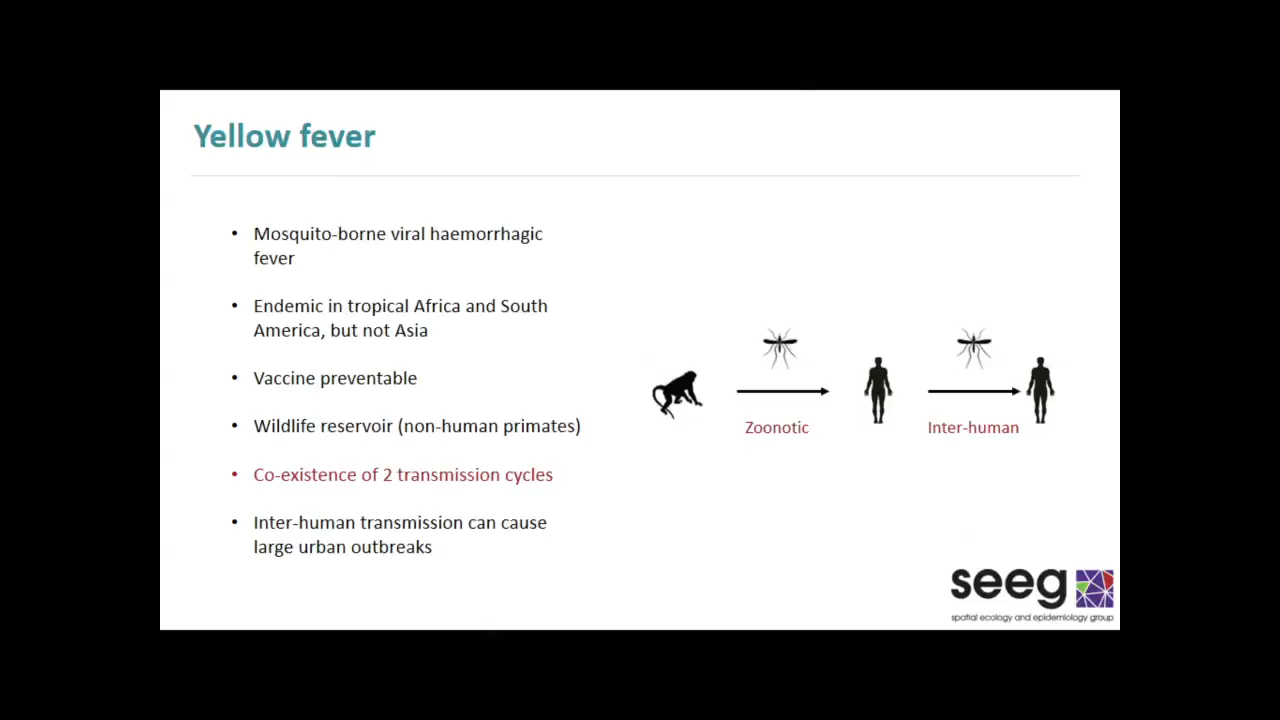 Yellow fever
• Mosquito-borne viral haemorrhagic
fever
• Endemic in tropical Africa and South
America, but not Asia
• Vaccine preventable
• Wildlife reservoir (non-human primates)
• Co-existence of 2 transmission cycles
• Inter-human transmission can cause
large urban outbreaks
Zoonotic
Inter-human
seeg
spatial ecology and epidemiology group